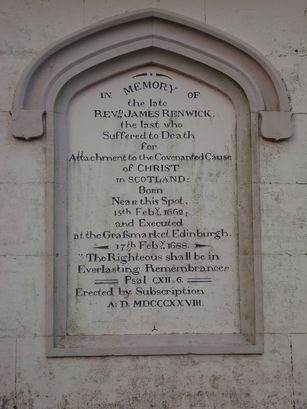 IN MEMORY OF
the late
REVD. JAMES RENWICK.
the last who
Suffered to Death
for
Attachment to the Covenanted Cause
of CHRIST
in SCOTLAND:
Born
Near this Spot,
15th Feby. 1662;
and Executed
at the Graſsmarket Edinburgh.
17th Feby. 1688.
"The Righteous shall be in
Everlasting Remembrance"
Psal CXII. 6.
Erected by Subscription
A: D. MDCCCXXVIII.